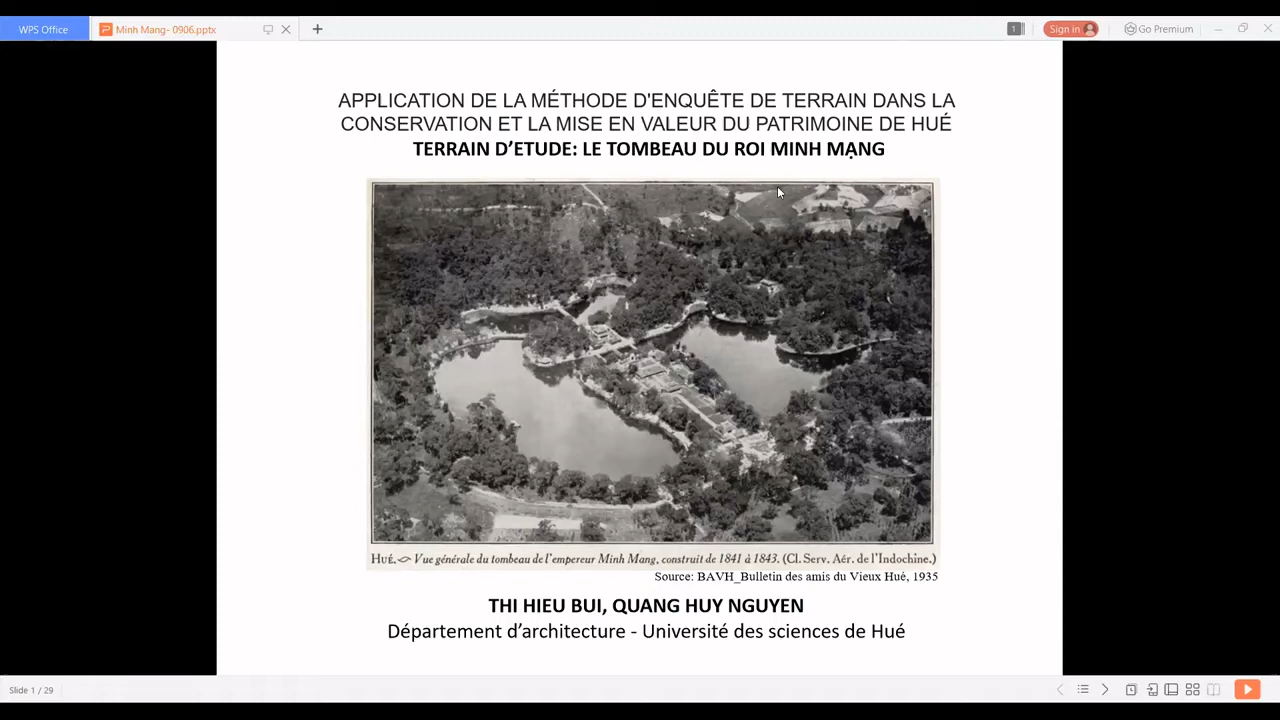 WPS Office
Minh Mang- 0906.pptx
1
Sign in
Go Premium
APPLICATION DE LA MÉTHODE D'ENQUÊTE DE TERRAIN DANS LA
CONSERVATION ET LA MISE EN VALEUR DU PATRIMOINE DE HUÉ
TERRAIN D’ETUDE: LE TOMBEAU DU ROI MINH MẠNG
HUÉ. Vue générale du tombeau de l'empereur Minh Mang, construit de 1841 à 1843. (Cl. Serv. Aér. de l'Indochine.)
Source: BAVH_Bulletin des amis du Vieux Hué, 1935
THI HIEU BUI, QUANG HUY NGUYEN
Département d’architecture - Université des sciences de Hué
Slide 1 / 29